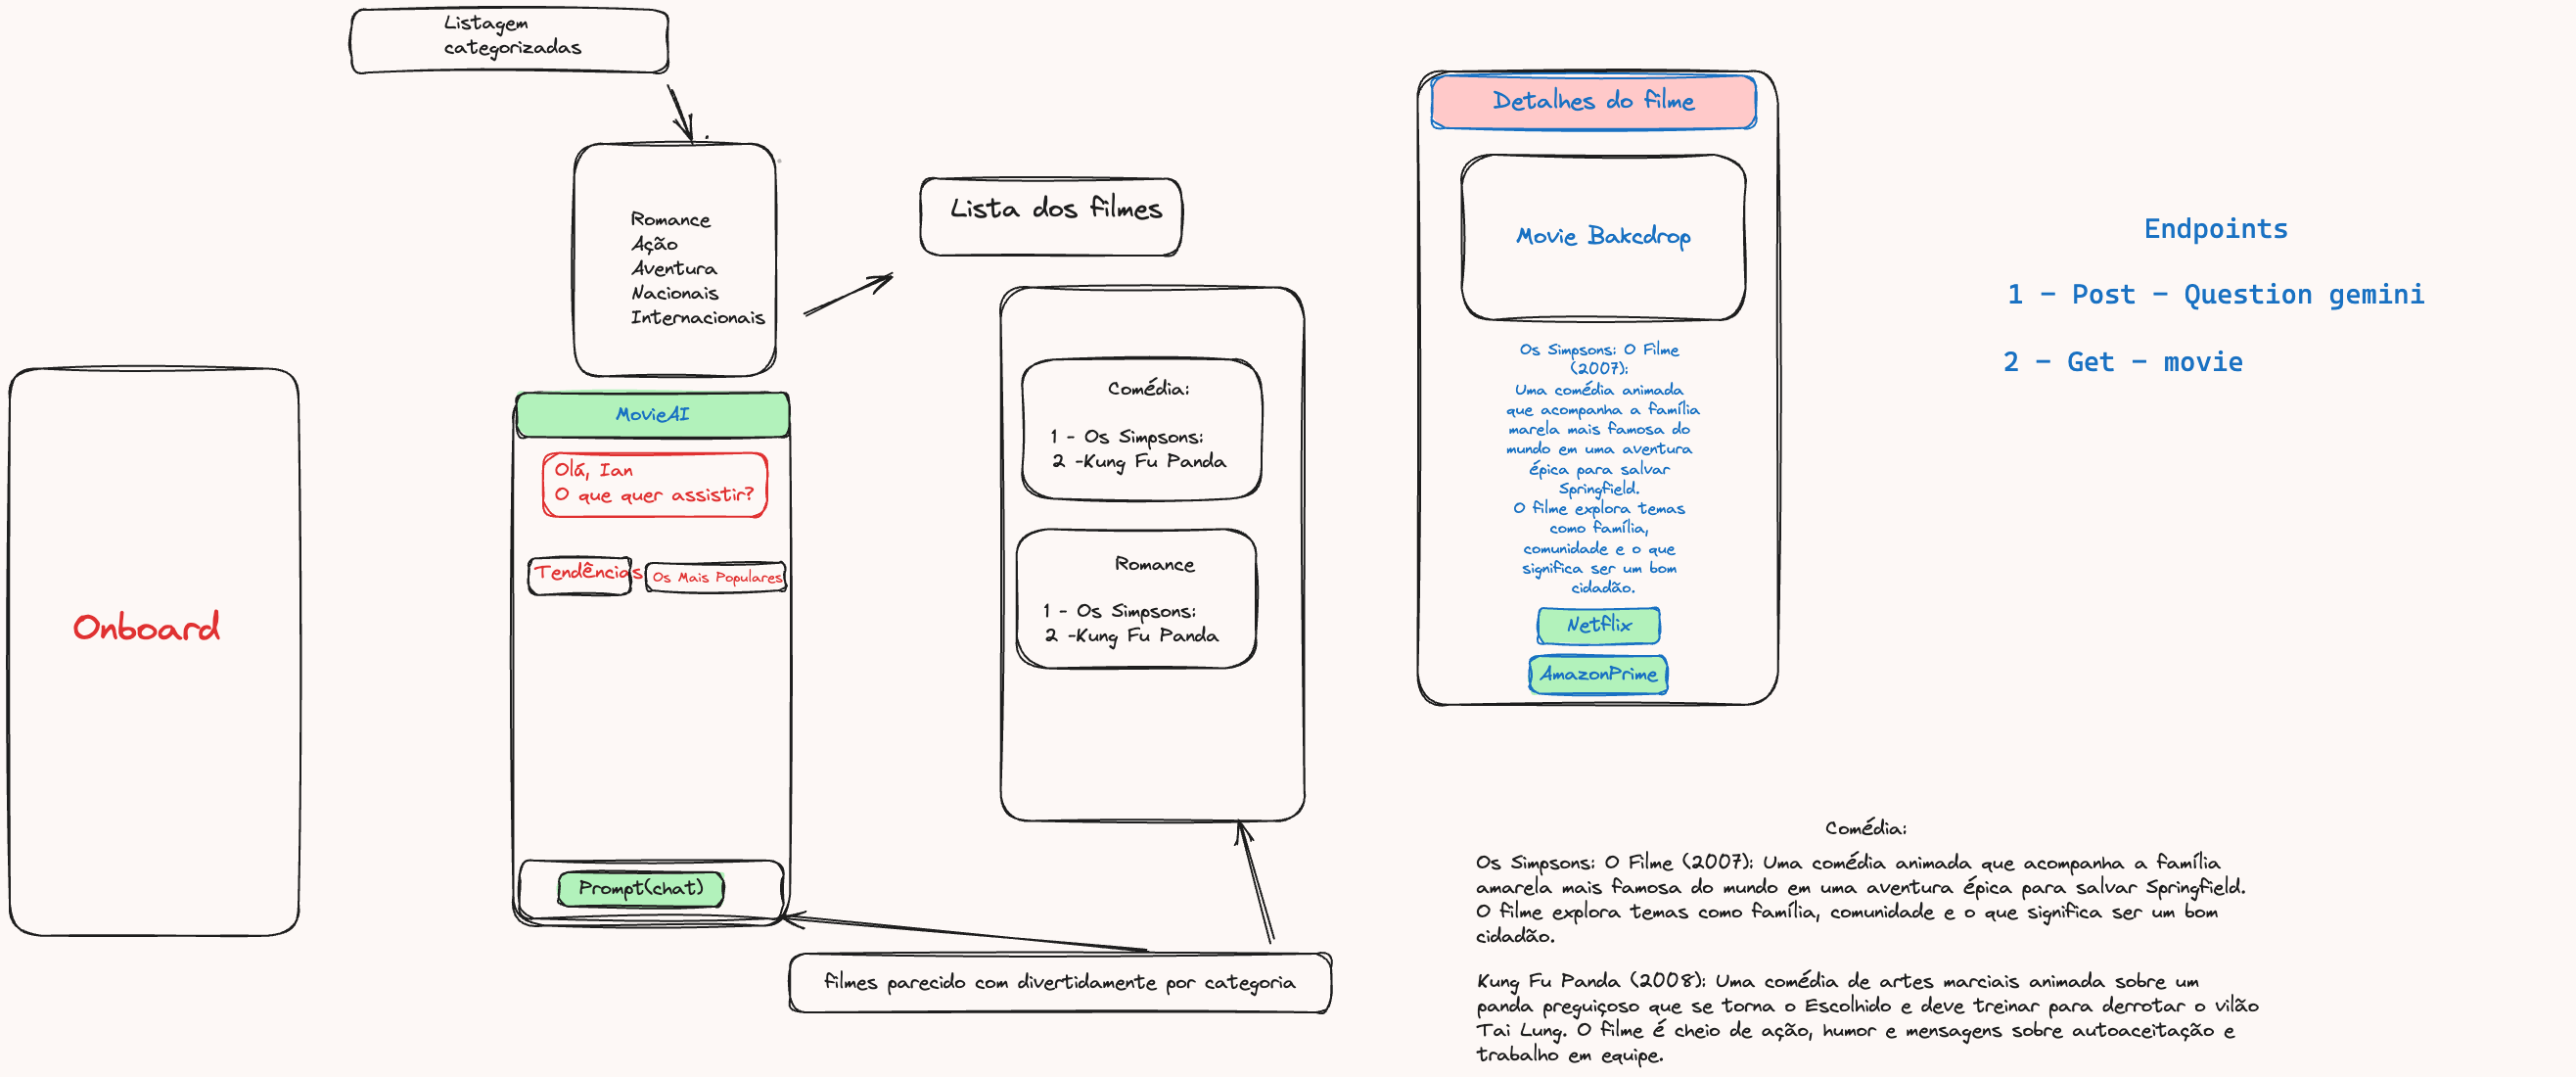 Listagem
categorizadas
Romance
Ação
Aventura
Nacionais
Internacionais
Lista dos filmes
Onboard
MovieAI
Olá, Ian
O que quer assistir?
Tendências
Os Mais Populares
Prompt(chat)
Comédia:
1 - Os Simpsons:
2 -Kung Fu Panda
Romance
1 - Os Simpsons:
2 -Kung Fu Panda
filmes parecido com divertidamente por categoria
Detalhes do filme
Movie Bakcdrop
Os Simpsons: O Filme
(2007):
Uma comédia animada
que acompanha a família
marela mais famosa do
mundo em uma aventura
épica para salvar
Springfield.
O filme explora temas
como família,
comunidade e o que
significa ser um bom
cidadão.
Netflix
AmazonPrime
Endpoints
1 - Post - Question gemini
2 - Get - movie
Comédia:
Os Simpsons: O Filme (2007): Uma comédia animada que acompanha a família
amarela mais famosa do mundo em uma aventura épica para salvar Springfield.
O filme explora temas como família, comunidade e o que significa ser um bom
cidadão.
Kung Fu Panda (2008): Uma comédia de artes marciais animada sobre um
panda preguiçoso que se torna o Escolhido e deve treinar para derrotar o vilão
Tai Lung. O filme é cheio de ação, humor e mensagens sobre autoaceitação e
trabalho em equipe.